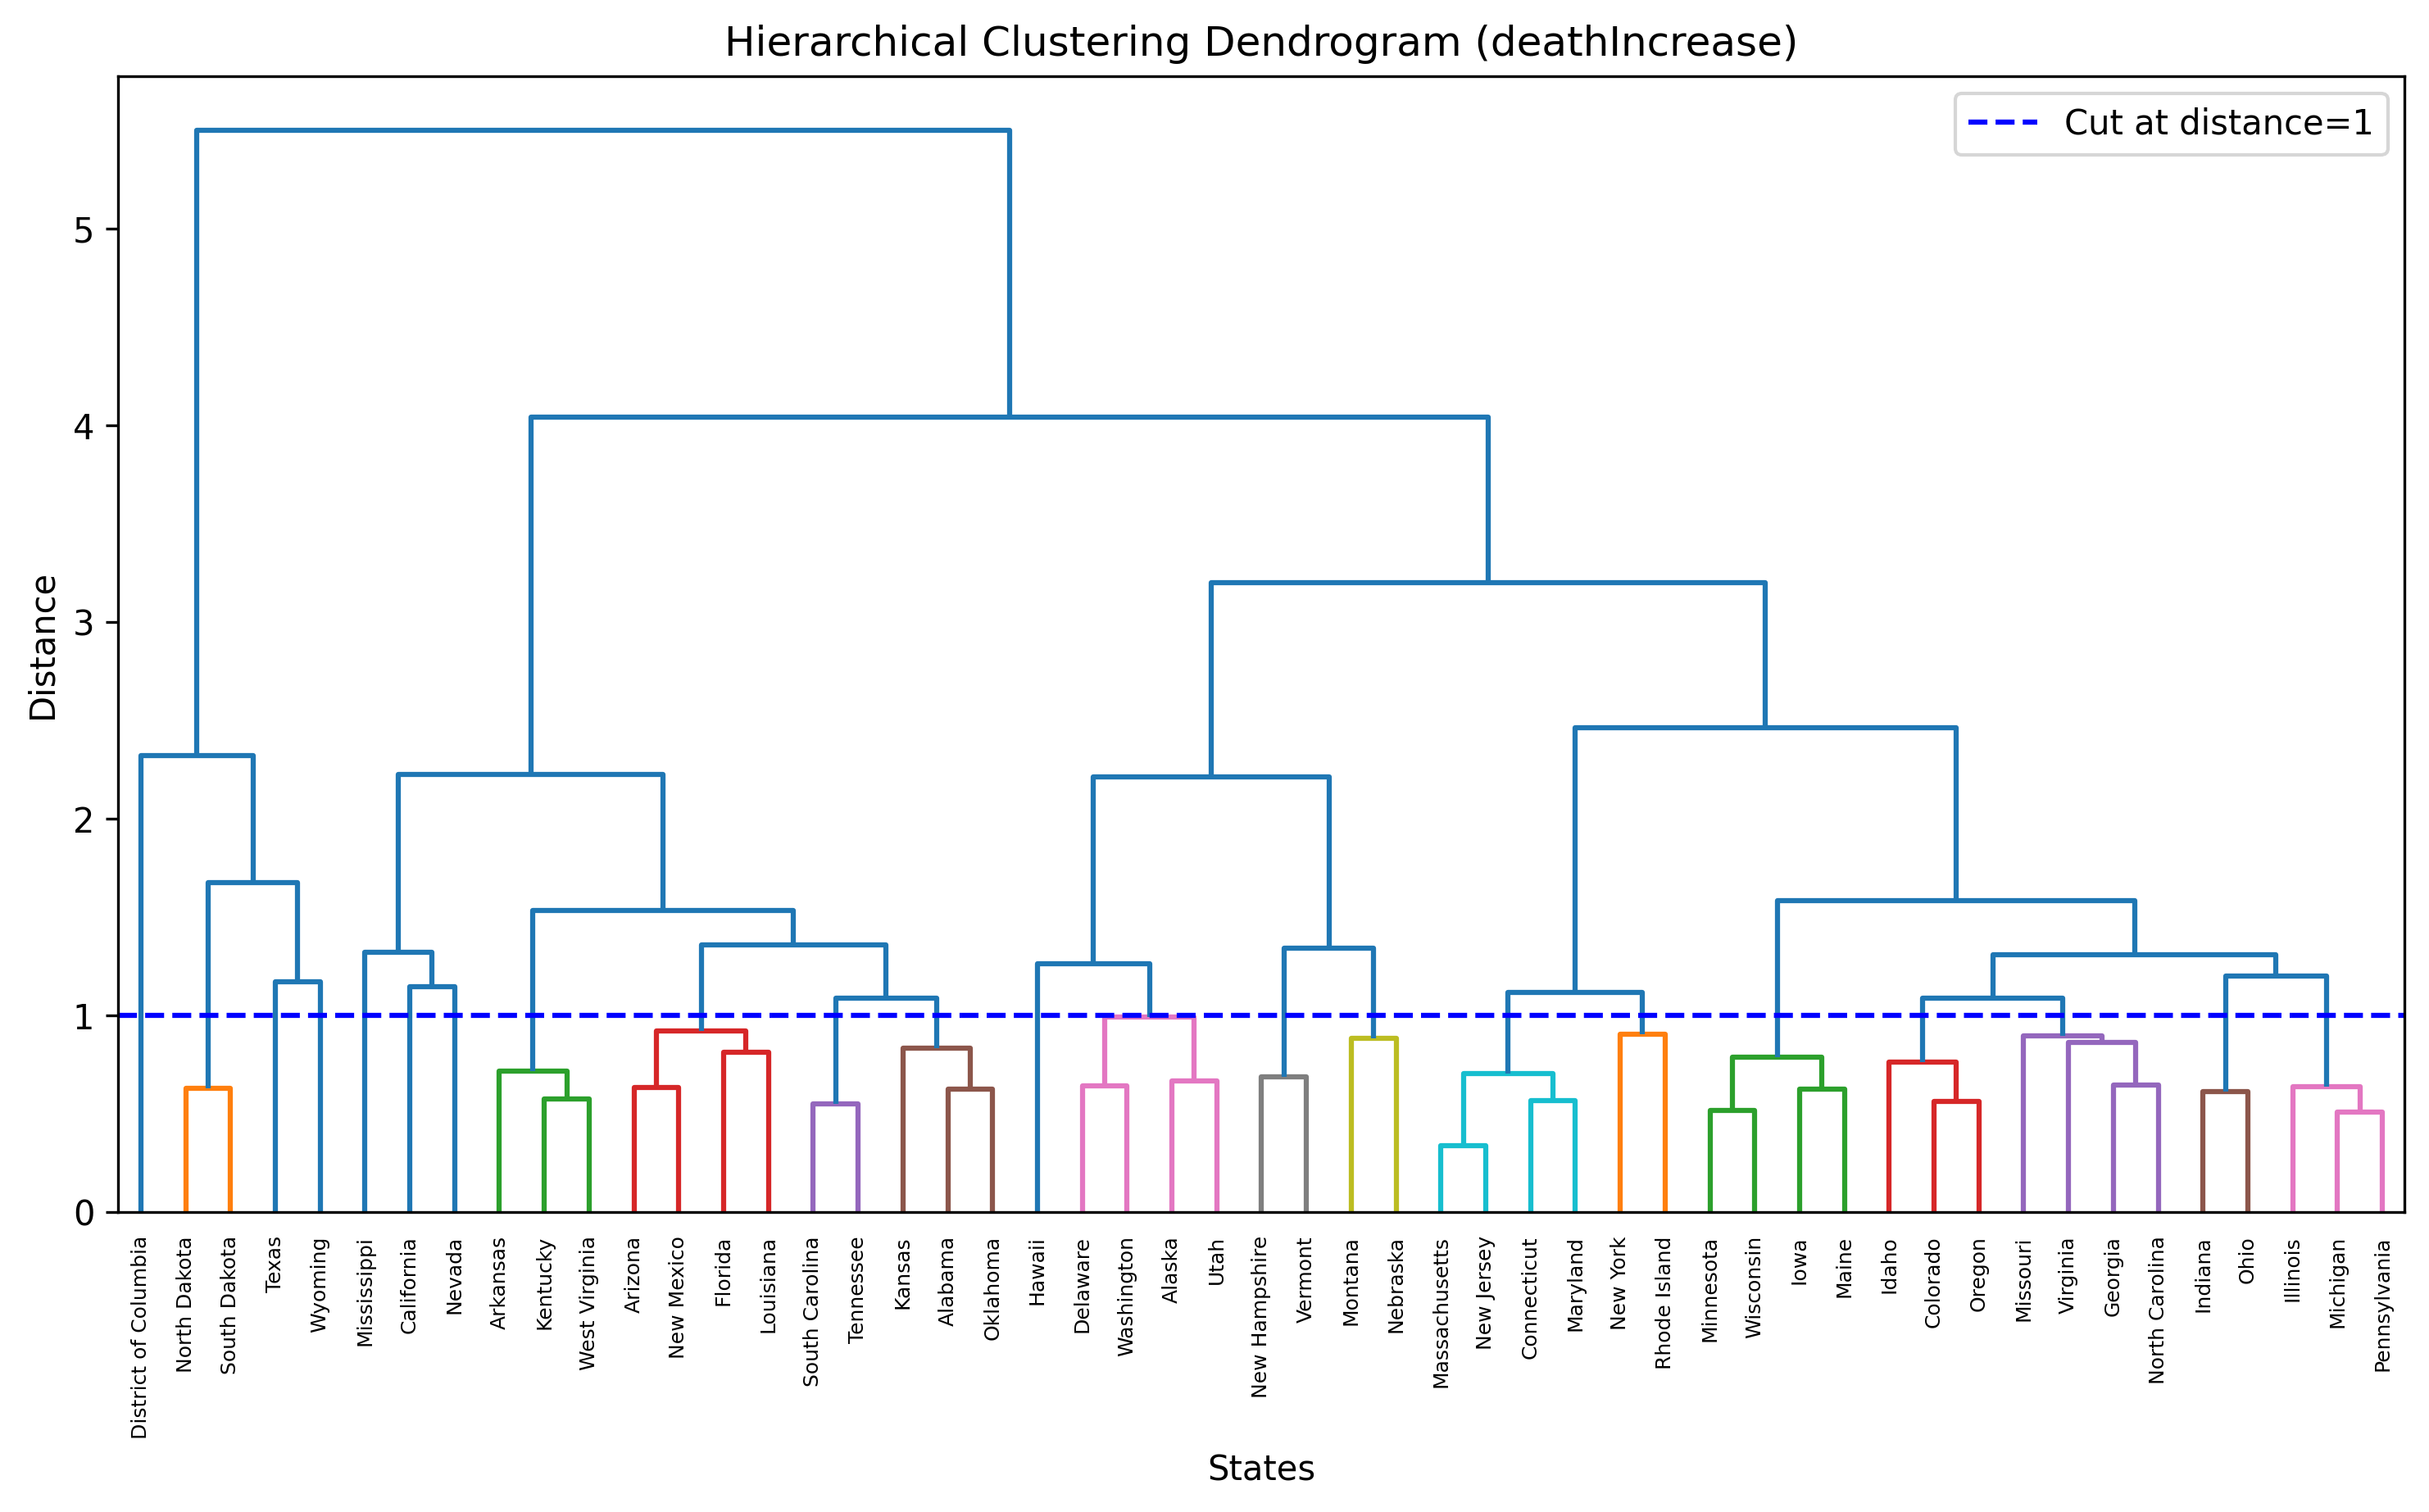 Hierarchical Clustering Dendrogram (deathIncrease)
Cut at distance=1
Distance
5
4
3
2
1
0
District of Columbia
North Dakota
South Dakota
Texas
Wyoming
Mississippi
California
Nevada
Arkansas
Kentucky
West Virginia
Arizona
New Mexico
Florida
Louisiana
South Carolina
Tennessee
Kansas
Alabama
Oklahoma
Hawaii
Delaware
Washington
Alaska
Utah
New Hampshire
Vermont
Montana
Nebraska
Massachusetts
New Jersey
Connecticut
Maryland
New York
Rhode Island
Minnesota
Wisconsin
Iowa
Maine
Idaho
Colorado
Oregon
Missouri
Virginia
Georgia
North Carolina
Indiana
Ohio
Illinois
Michigan
Pennsylvania
States